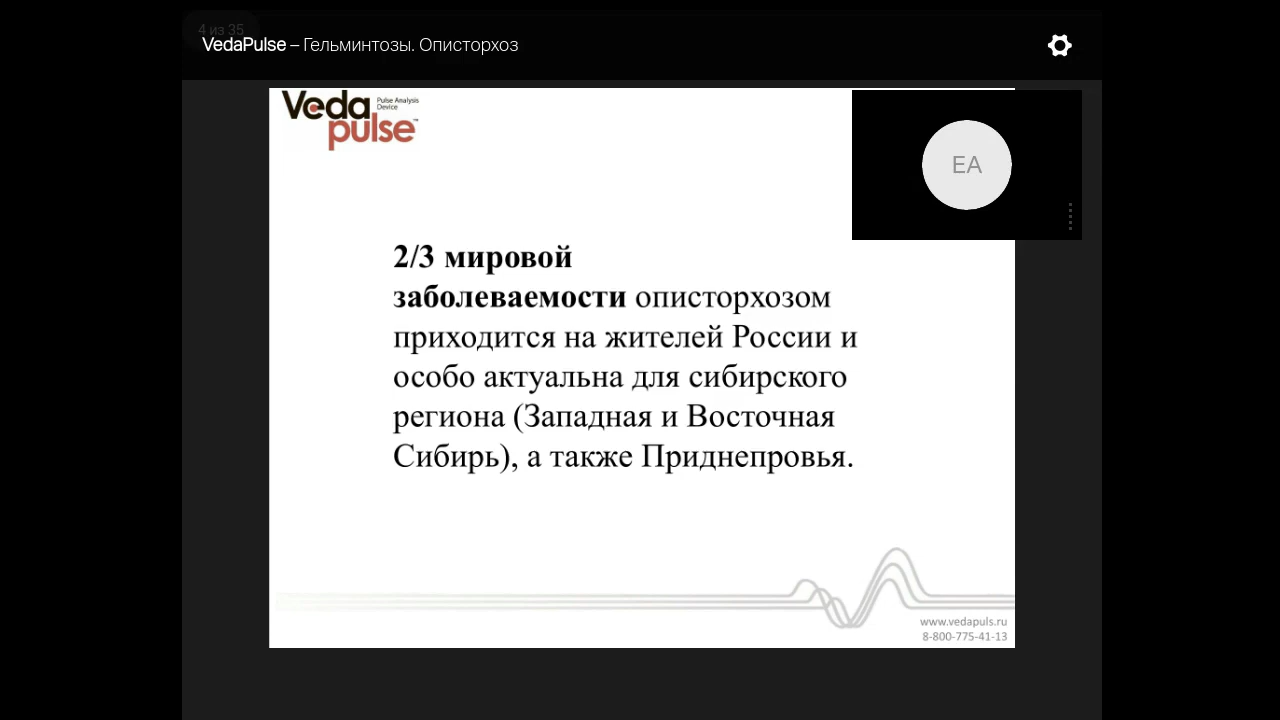 4 из 35
VedaPulse – Гельминтозы. Описторхоз
Veda
Pulse Analysis
Device
pulse™
EA
2/3 мировой
заболеваемости описторхозом
приходится на жителей России и
особо актуальна для сибирского
региона (Западная и Восточная
Сибирь), а также Приднепровья.
www.vedapuls.ru
8-800-775-41-13